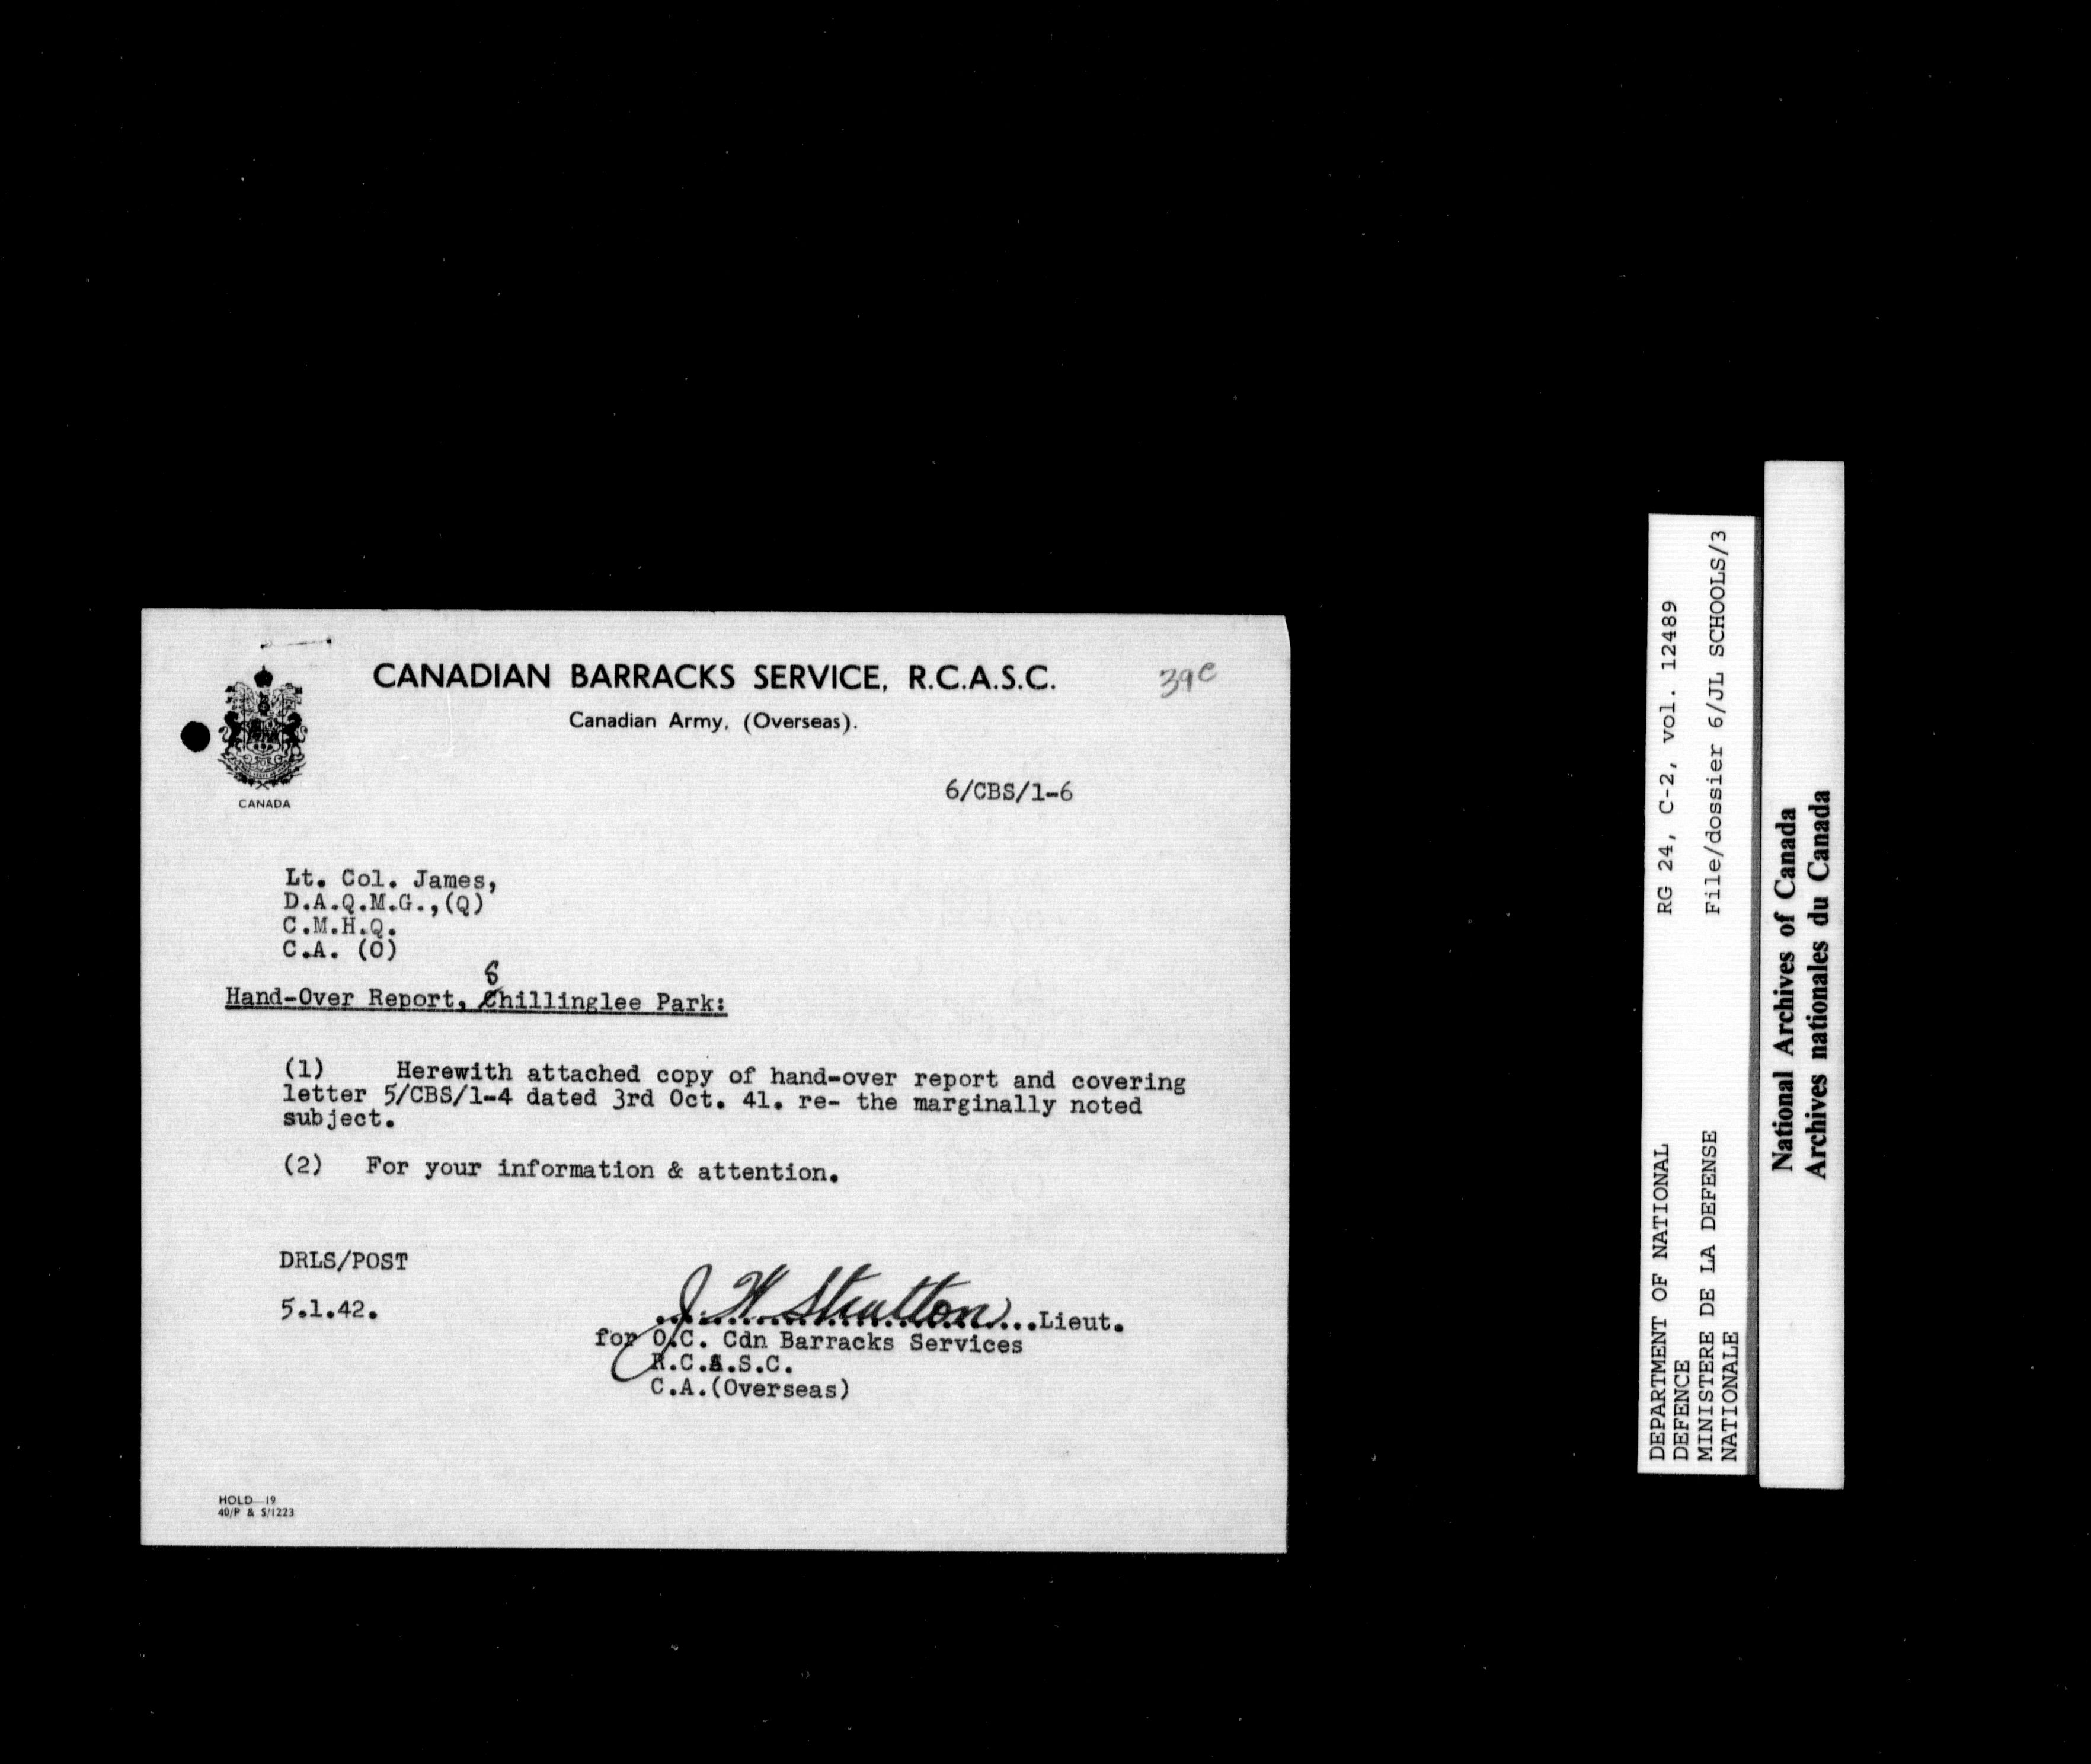 CANADIAN BARRACKS SERVICE, R.C.A.S.C.
39e
Canadian Army, (Overseas).
CANADA
6/CBS/1-6
Lt. Col. James,
D.A.Q.M.G.,(Q)
C.M.H.Q.
C.A. (O)
S
Hand-Over Report, Chillinglee Park:
(1) Herewith attached copy of hand-over report and covering
letter 5/CBS/1-4 dated 3rd Oct. 41. re- the marginally noted
subject.
(2) For your information & attention.
DRLS/POST
5.1.42.
J. H. Strutton Lieut.
for O.C. Cdn Barracks Services
R.C.A.S.C.
C.A.(Overseas)
HOLD—19
40/P & S/1223
DEPARTMENT OF NATIONAL RG 24, C-2, vol. 12489
DEFENCE
MINISTERE DE LA DEFENSE File/dossier 6/JL SCHOOLS/3
NATIONALE
National Archives of Canada
Archives nationales du Canada